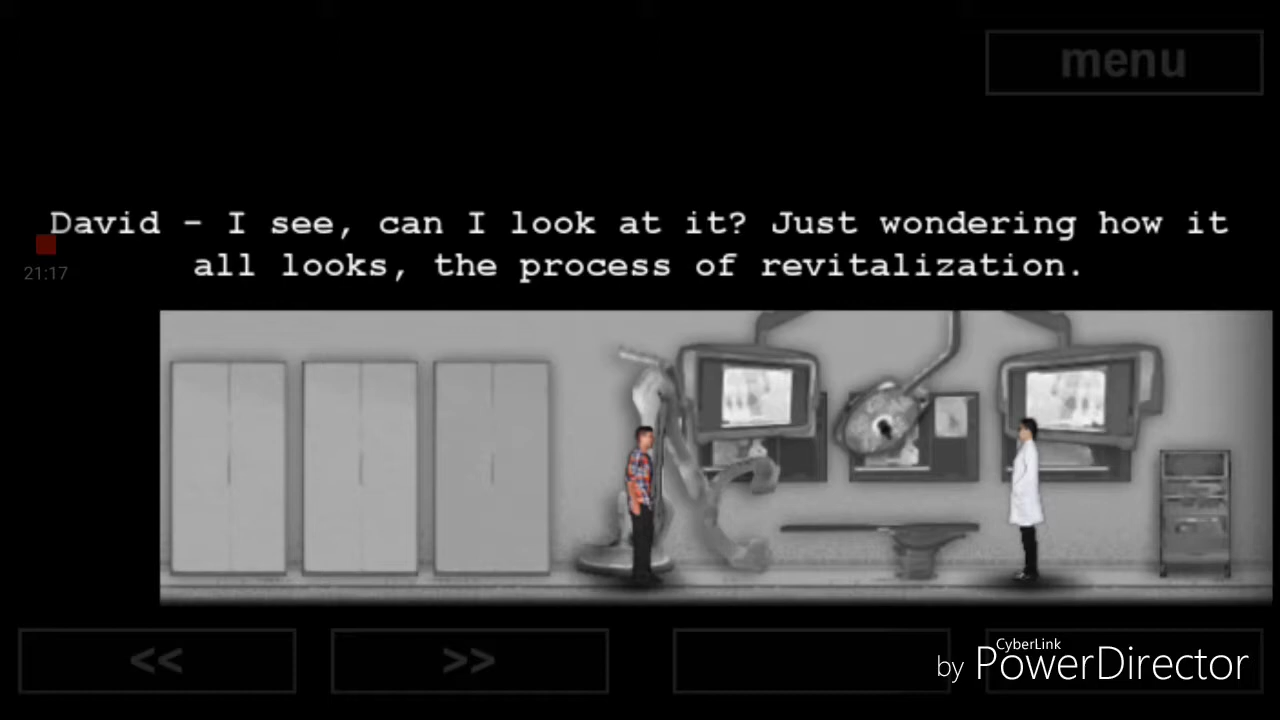 menu
David - I see, can I look at it? Just wondering how it
all looks, the process of revitalization.
21:17
<< >>
CyberLink
by PowerDirector